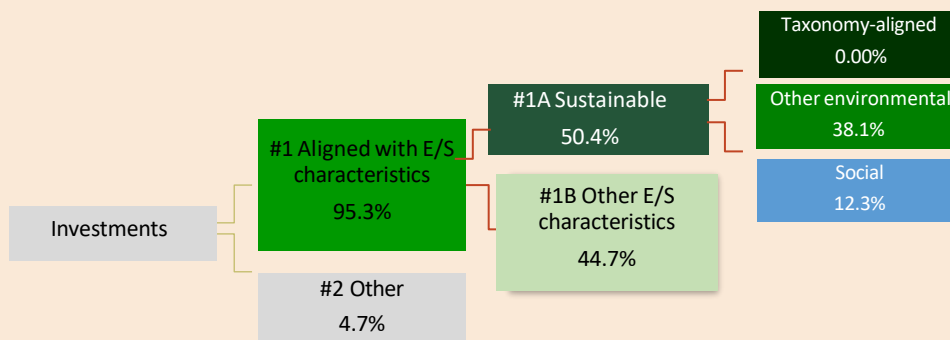 Investments
#1 Aligned with E/S
characteristics
95.3%
#2 Other
4.7%
#1A Sustainable
50.4%
#1B Other E/S
characteristics
44.7%
Taxonomy-aligned
0.00%
Other environmental
38.1%
Social
12.3%